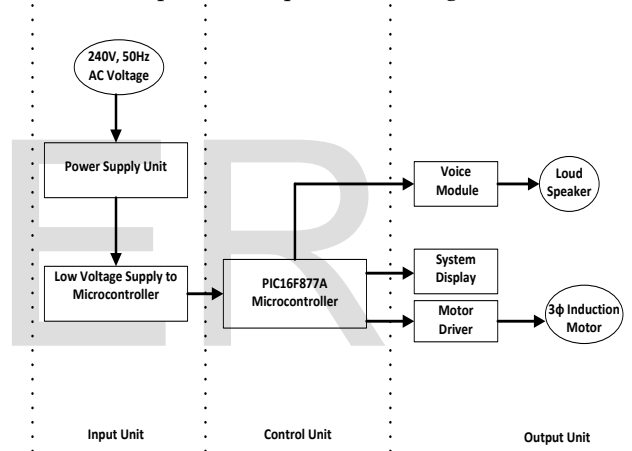 240V, 50Hz
AC Voltage
Power Supply Unit
Voice
Module
Loud
Speaker
Low Voltage Supply to
Microcontroller
PIC16F877A
Microcontroller
System
Display
Motor
Driver
3ϕ Induction
Motor
Input Unit
Control Unit
Output Unit
ER